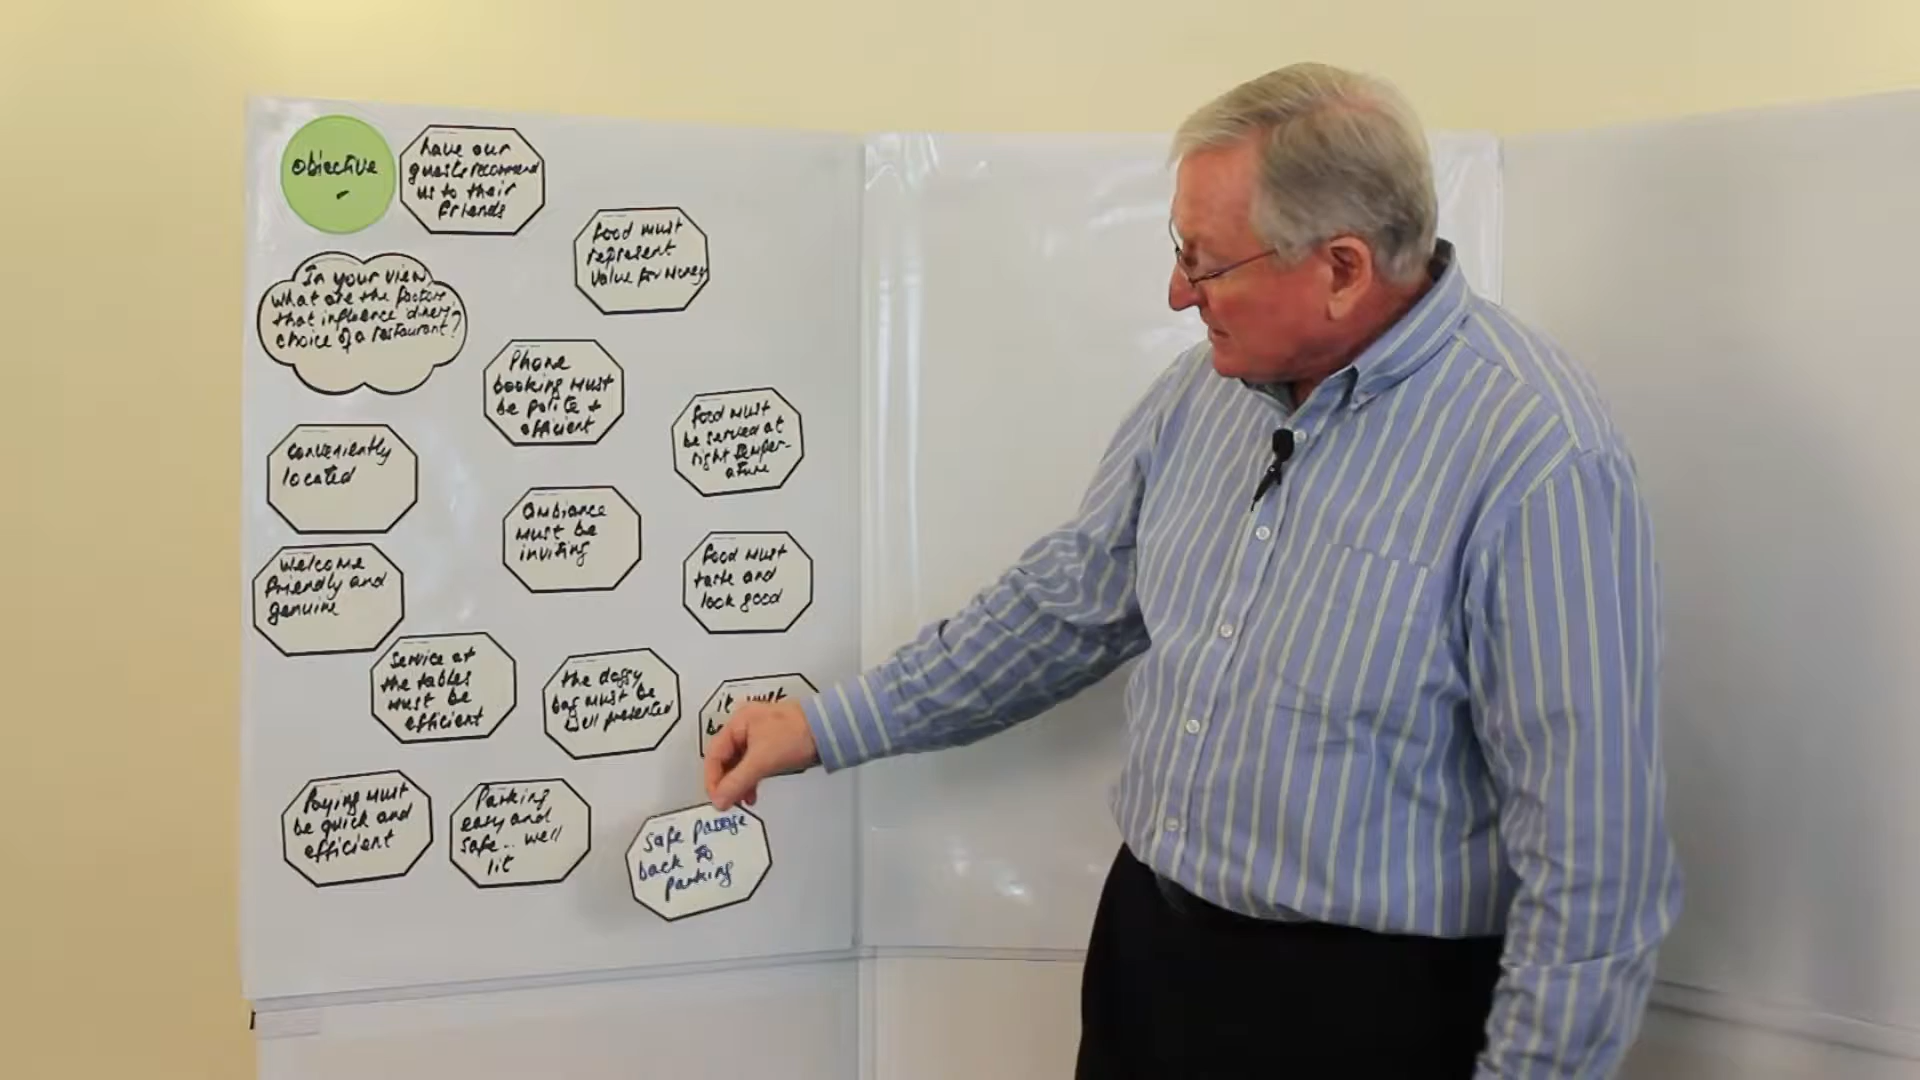 Objective
have our
guests recommend
us to their
friends
food must
represent
value for money
In your view,
what are the factors
that influence diners
choice of a restaurant?
Phone
booking must
be polite +
efficient
food must
be served at
right temper-
ature
Conveniently
located
Ambiance
must be
inviting
food must
taste and
look good
Welcome
friendly and
genuine
Service at
the tables
must be
efficient
the doggy
bag must be
well presented
it must
Paying must
be quick and
efficient
Parking
easy and
safe.. well
lit
safe passage
back to
parking